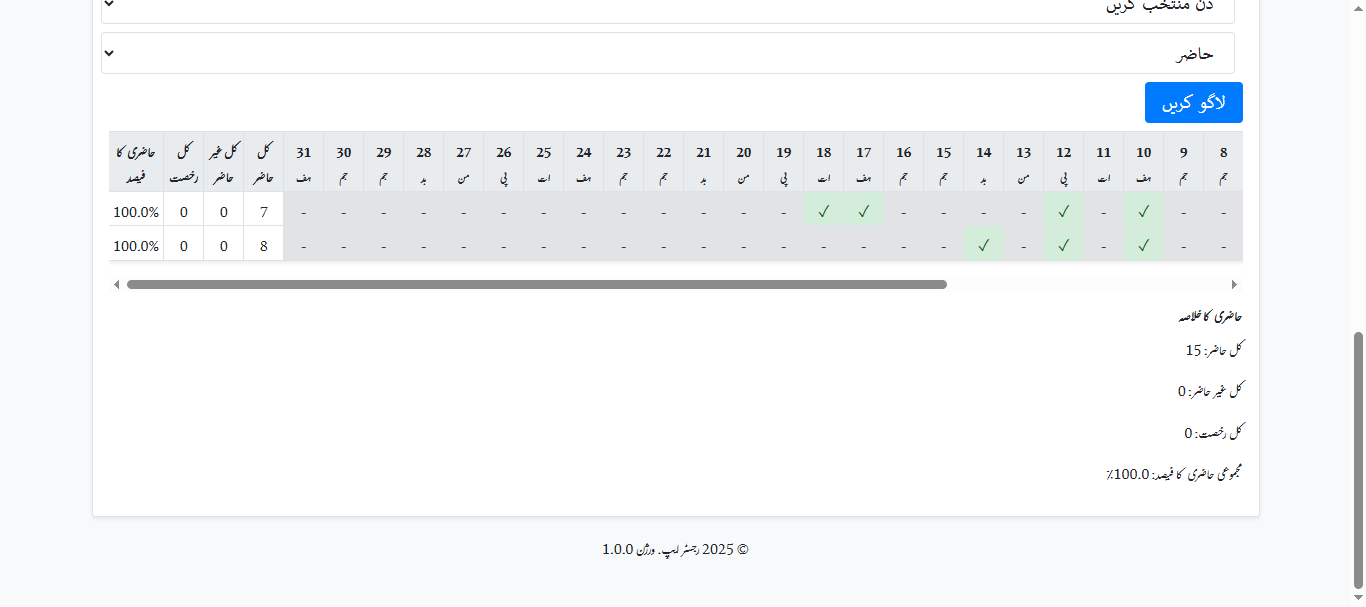 دن منتخب کریں
حاضر
لاگو کریں
8 9 10 11 12 13 14 15 16 17 18 19 20 21 22 23 24 25 26 27 28 29 30 31 کل حاضر کل غیر حاضر کل رخصت حاضری کا فیصد
جم جم ہف ات پی من بد جم جم ہف ات پی من بد جم جم ہف ات پی من بد جم جم ہف
- - ✓ - ✓ - - - - ✓ ✓ - - - - - - - - - - - - - 7 0 0 100.0%
- - ✓ - ✓ - ✓ - - - - - - - - - - - - - - - - - 8 0 0 100.0%
حاضری کا خلاصہ
کل حاضر: 15
کل غیر حاضر: 0
کل رخصت: 0
مجموعی حاضری کا فیصد: 100.0٪
© 2025 رجسٹر ایپ۔ ورژن 1.0.0